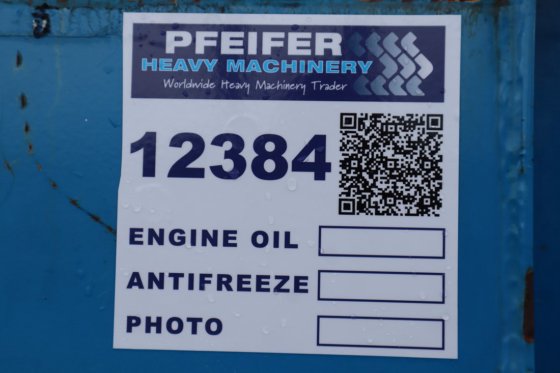 PFEIFER
HEAVY MACHINERY
Worldwide Heavy Machinery Trader
12384
ENGINE OIL
ANTIFREEZE
PHOTO